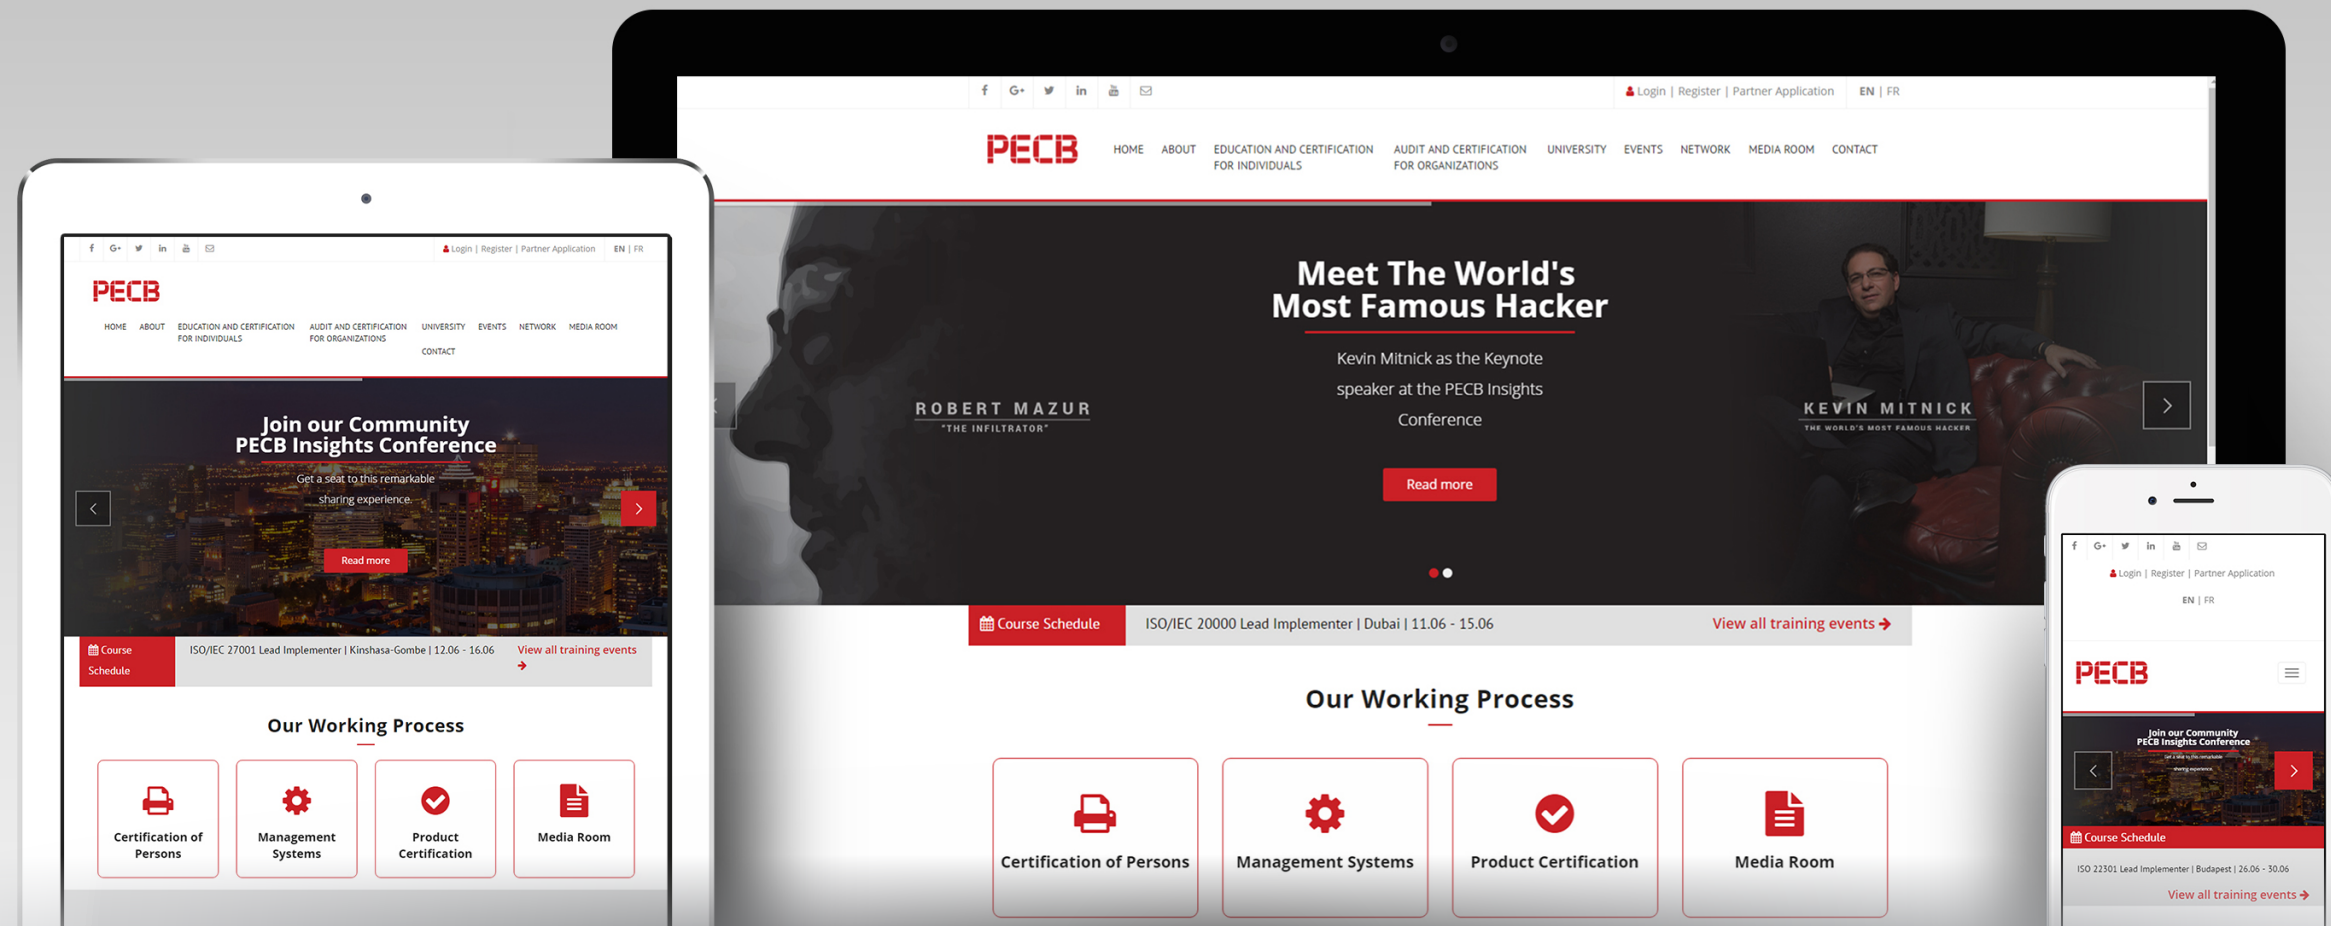 Login | Register | Partner Application
EN | FR
PECB
HOME
ABOUT
EDUCATION AND CERTIFICATION
FOR INDIVIDUALS
AUDIT AND CERTIFICATION
FOR ORGANIZATIONS
UNIVERSITY
EVENTS
NETWORK
MEDIA ROOM
CONTACT
Join our Community
PECB Insights Conference
Get a seat to this remarkable
sharing experience.
Read more
Course
Schedule
ISO/IEC 27001 Lead Implementer | Kinshasa-Gombe | 12.06 - 16.06
View all training events
Our Working Process
Certification of
Persons
Management
Systems
Product
Certification
Media Room
Login | Register | Partner Application
EN | FR
PECB
HOME
ABOUT
EDUCATION AND CERTIFICATION
FOR INDIVIDUALS
AUDIT AND CERTIFICATION
FOR ORGANIZATIONS
UNIVERSITY
EVENTS
NETWORK
MEDIA ROOM
CONTACT
Meet The World's
Most Famous Hacker
Kevin Mitnick as the Keynote
speaker at the PECB Insights
Conference
Read more
ROBERT MAZUR
"THE INFILTRATOR"
KEVIN MITNICK
THE WORLD'S MOST FAMOUS HACKER
Course Schedule
ISO/IEC 20000 Lead Implementer | Dubai | 11.06 - 15.06
View all training events
Our Working Process
Certification of Persons
Management Systems
Product Certification
Media Room
Login | Register | Partner Application
EN | FR
PECB
Join our Community
PECB Insights Conference
Get a seat to this remarkable
sharing experience.
Course Schedule
ISO 22301 Lead Implementer | Budapest | 26.06 - 30.06
View all training events